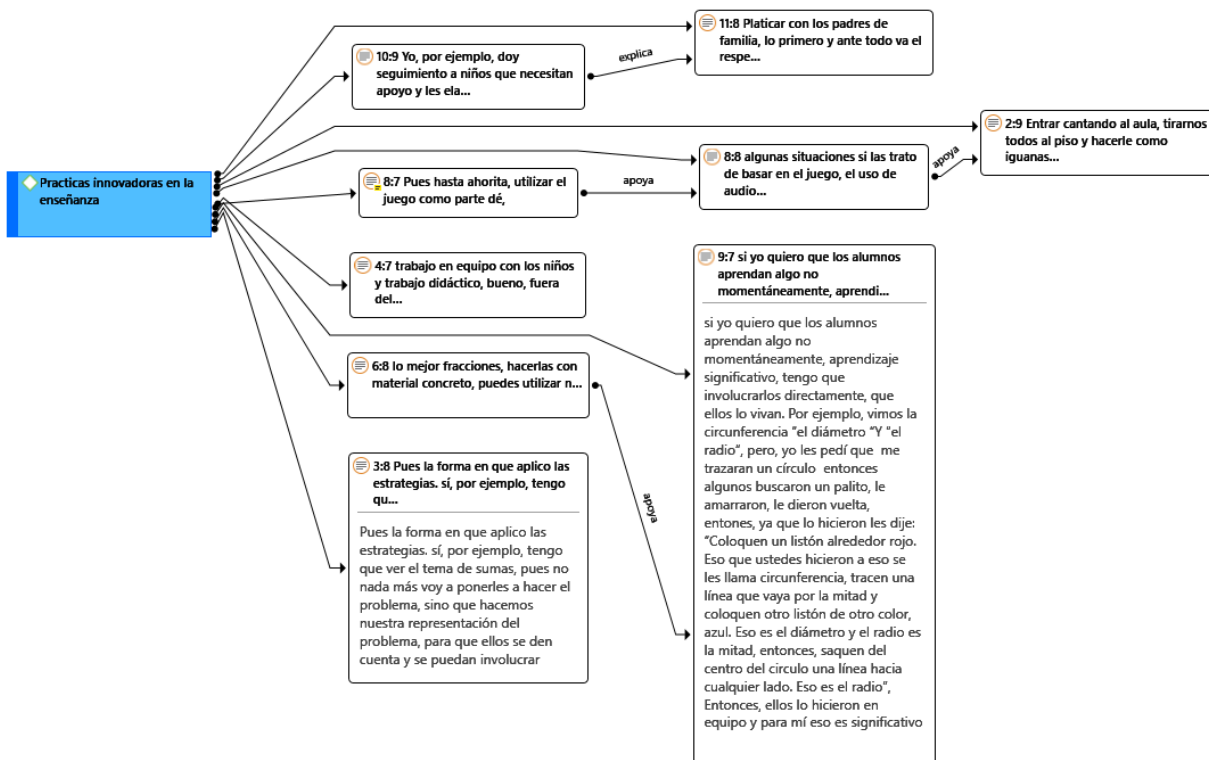 Practicas innovadoras en la
enseñanza
10:9 Yo, por ejemplo, doy
seguimiento a niños que necesitan
apoyo y les ela...
explica
11:8 Platicar con los padres de
familia, lo primero y ante todo va el
respe...
2:9 Entrar cantando al aula, tirarnos
todos al piso y hacerle como
iguanas...
8:7 Pues hasta ahorita, utilizar el
juego como parte dé,
apoya
8:8 algunas situaciones si las trato
de basar en el juego, el uso de
audio...
apoya
4:7 trabajo en equipo con los niños
y trabajo didáctico, bueno, fuera
del...
6:8 lo mejor fracciones, hacerlas con
material concreto, puedes utilizar n...
apoya
3:8 Pues la forma en que aplico las
estrategias. sí, por ejemplo, tengo
qu...
Pues la forma en que aplico las
estrategias. sí, por ejemplo, tengo
que ver el tema de sumas, pues no
nada más voy a ponerles a hacer el
problema, sino que hacemos
nuestra representación del
problema, para que ellos se den
cuenta y se puedan involucrar
9:7 si yo quiero que los alumnos
aprendan algo no
momentáneamente, aprendi...
si yo quiero que los alumnos
aprendan algo no
momentáneamente, aprendizaje
significativo, tengo que
involucrarlos directamente, que
ellos lo vivan. Por ejemplo, vimos la
circunferencia "el diámetro "Y "el
radio", pero, yo les pedí que me
trazaran un círculo entonces
algunos buscaron un palito, le
amarraron, le dieron vuelta,
entones, ya que lo hicieron les dije:
"Coloquen un listón alrededor rojo.
Eso que ustedes hicieron a eso se
les llama circunferencia, tracen una
línea que vaya por la mitad y
coloquen otro listón de otro color,
azul. Eso es el diámetro y el radio es
la mitad, entonces, saquen del
centro del circulo una línea hacia
cualquier lado. Eso es el radio",
Entonces, ellos lo hicieron en
equipo y para mí eso es significativo